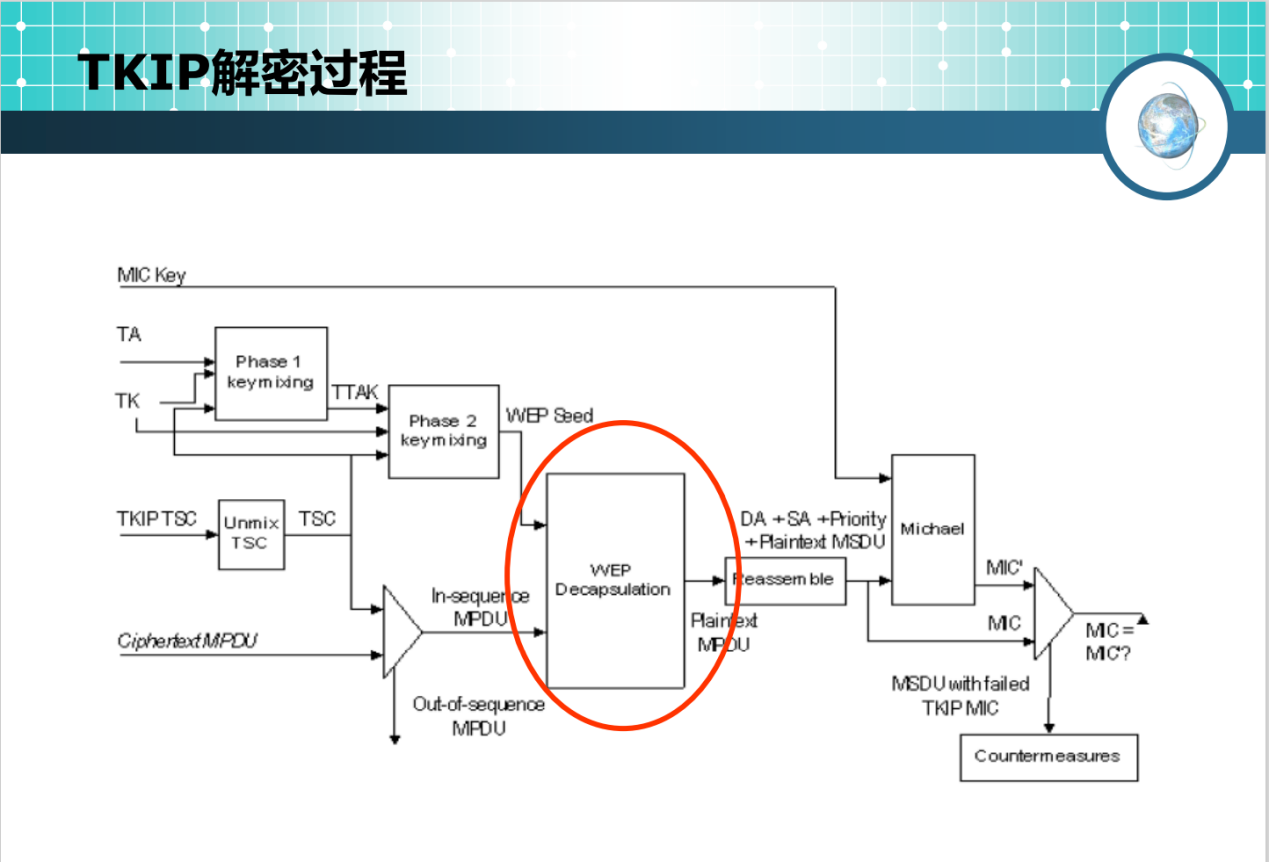 TKIP解密过程
MIC Key
TA
Phase 1
keymixing
TTAK
TK
Phase 2
keymixing
WEP Seed
TKIP TSC
Unmix
TSC
TSC
DA +SA +Priority
+Plaintext MSDU
Michael
WEP
Decapsulation
Reassemble
In-sequence
MPDU
Plaintext
MPDU
MIC'
MIC
MIC =
MIC'?
Ciphertext MPDU
Out-of-sequence
MPDU
MSDU with failed
TKIP MIC
Countermeasures